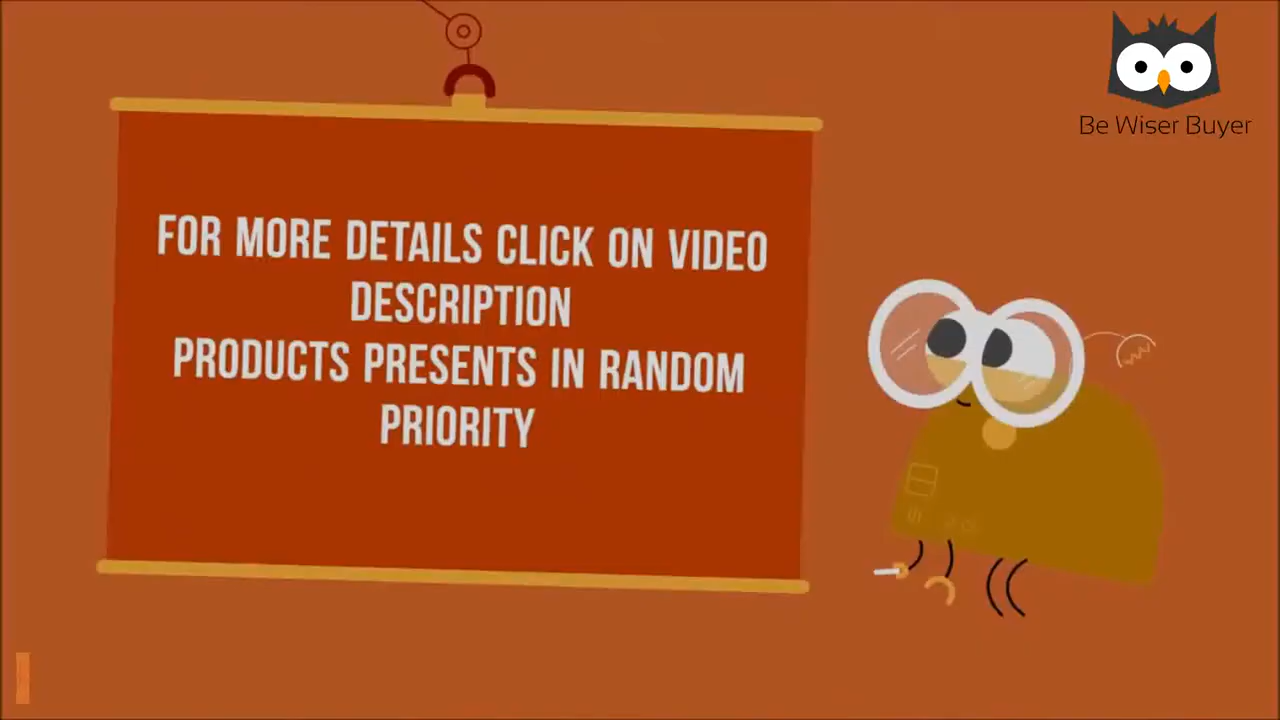 Be Wiser Buyer
FOR MORE DETAILS CLICK ON VIDEO
DESCRIPTION
PRODUCTS PRESENTS IN RANDOM
PRIORITY